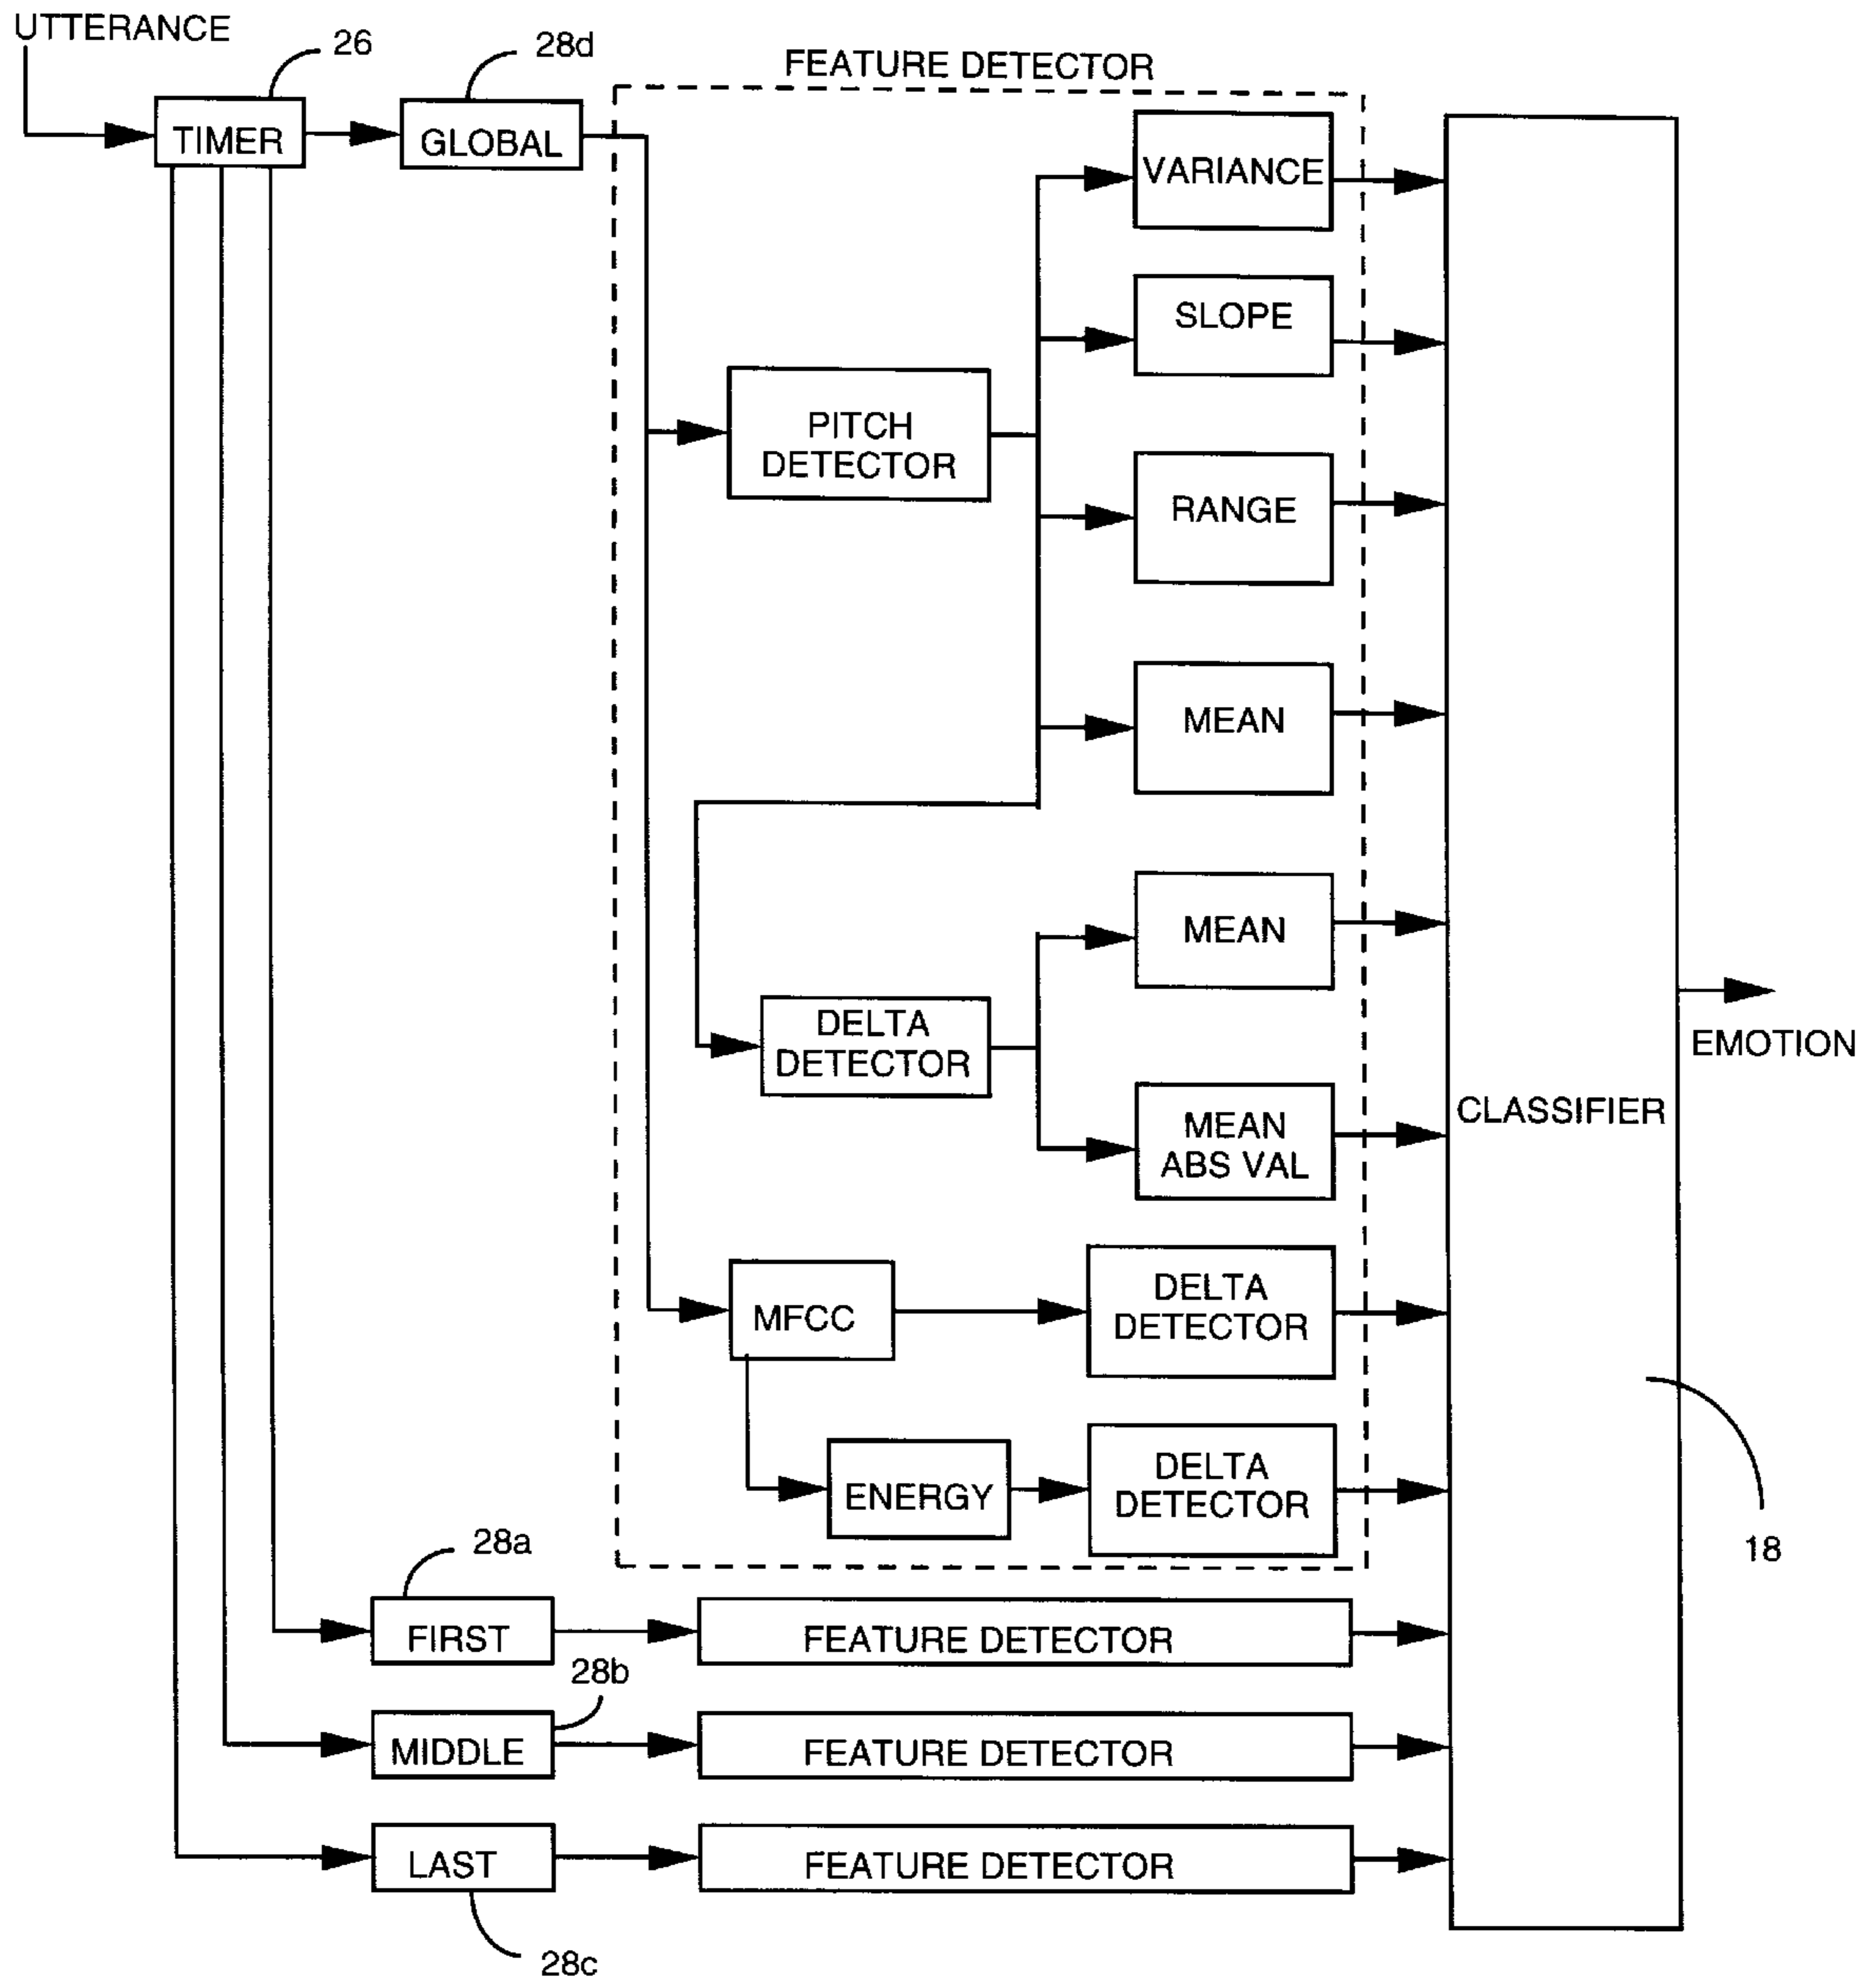 UTTERANCE
26
28d
FEATURE DETECTOR
TIMER
GLOBAL
VARIANCE
SLOPE
PITCH
DETECTOR
RANGE
MEAN
MEAN
DELTA
DETECTOR
EMOTION
CLASSIFIER
MEAN
ABS VAL
MFCC
DELTA
DETECTOR
ENERGY
DELTA
DETECTOR
18
28a
FIRST
FEATURE DETECTOR
28b
MIDDLE
FEATURE DETECTOR
LAST
FEATURE DETECTOR
28c